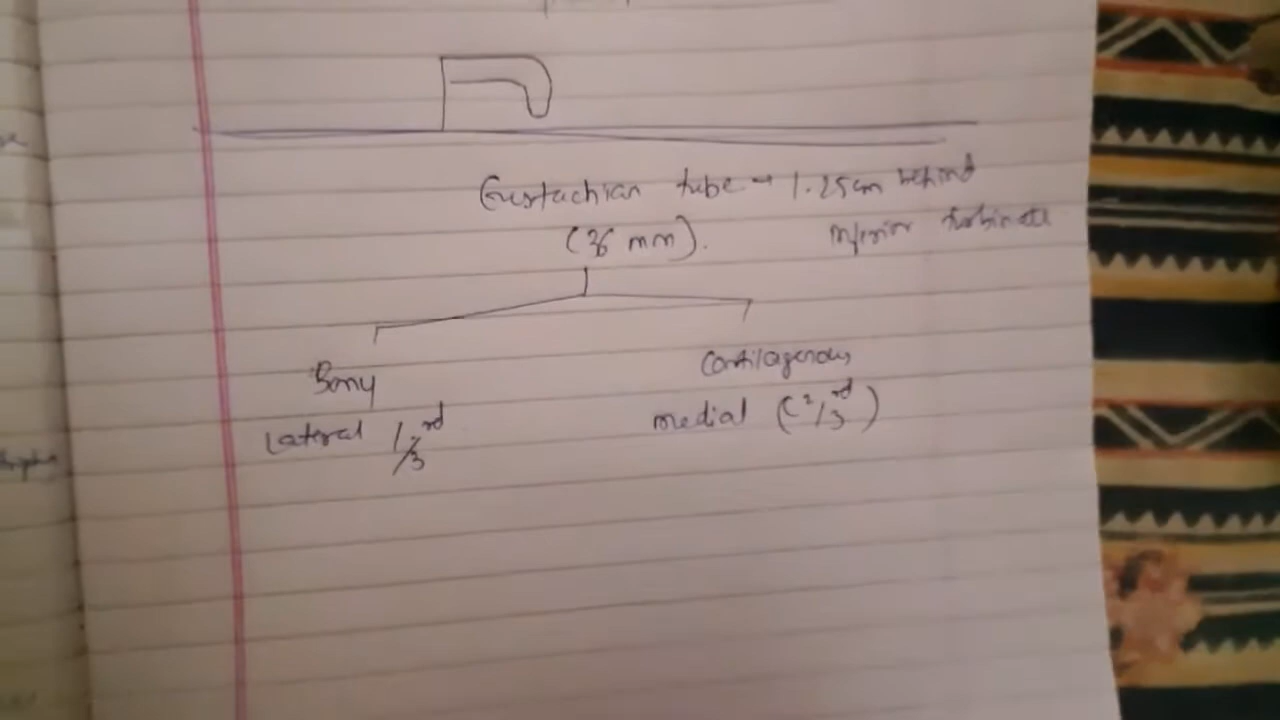 Eustachian tube → 1.25cm behind
inferior turbinate
(36 mm).
Bony
Cartilagenous
Lateral 1/3rd
medial (2/3rd)